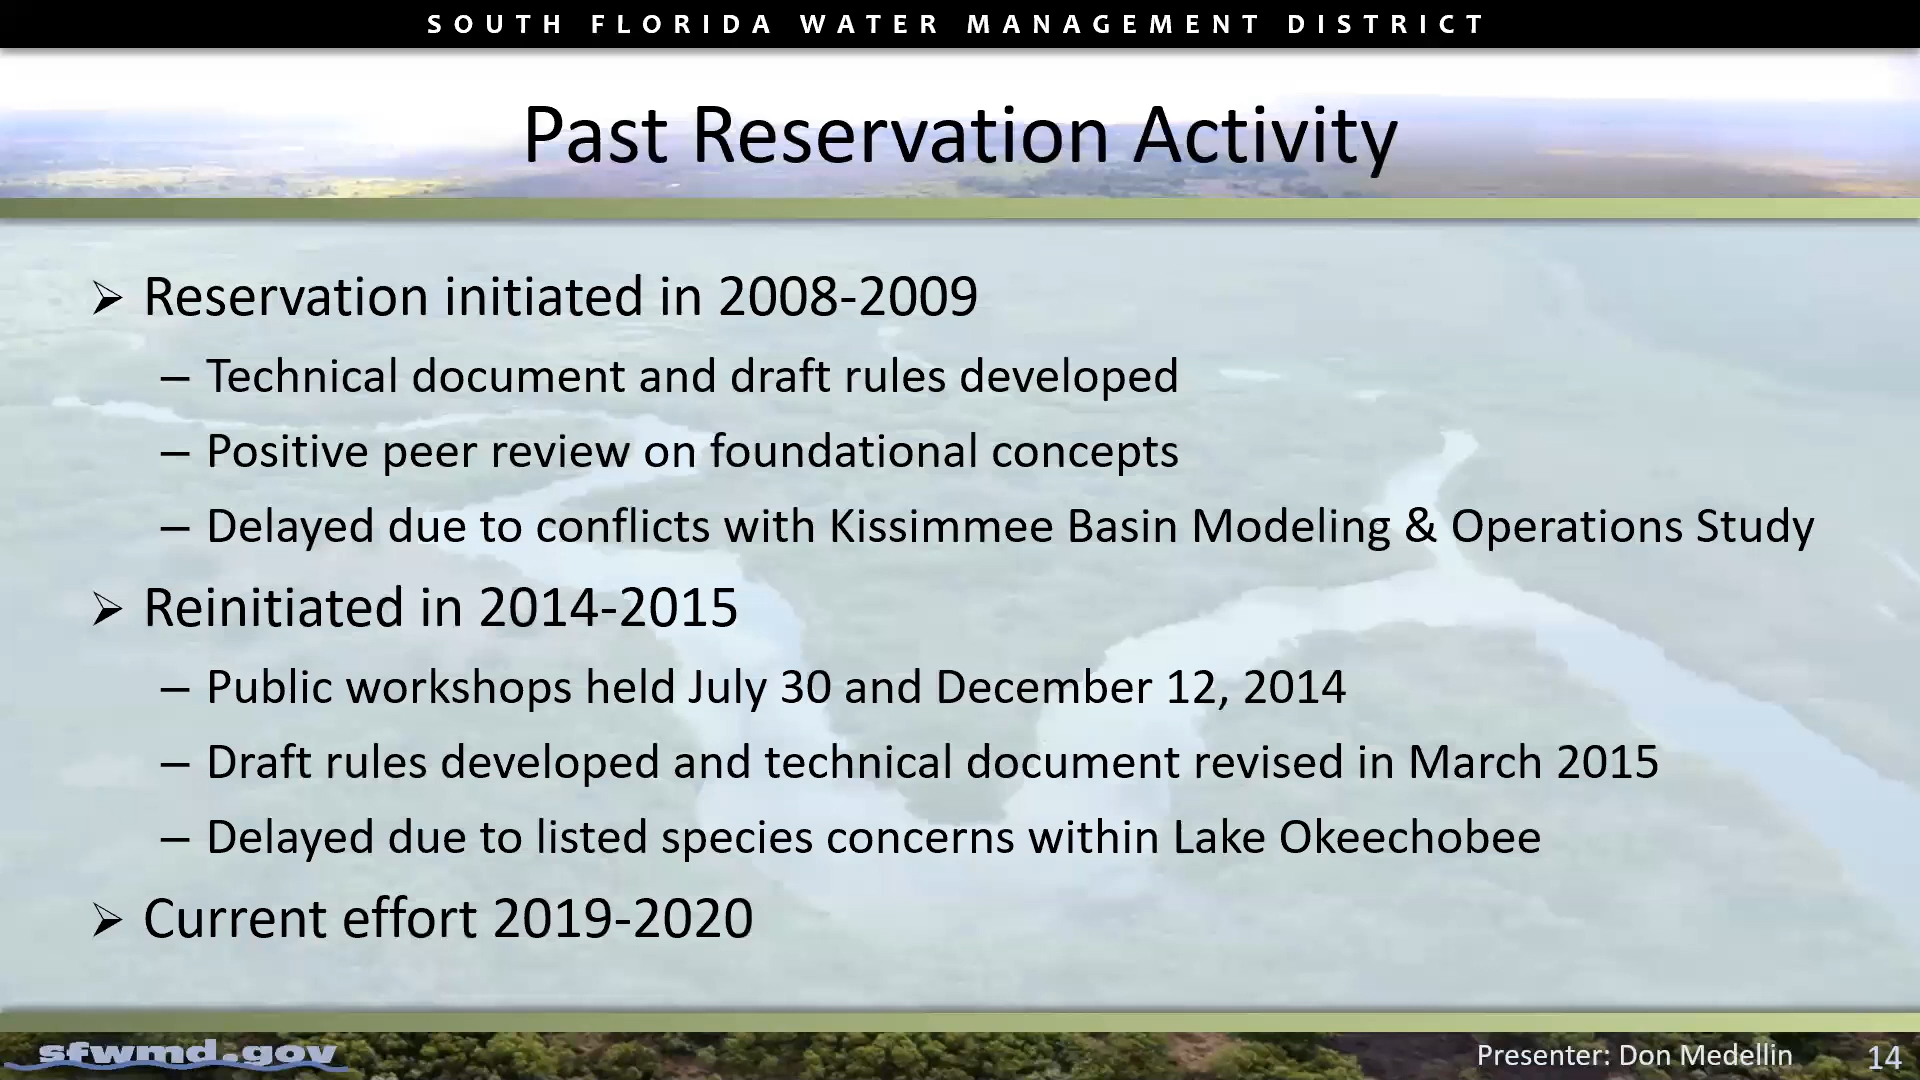 SOUTH FLORIDA WATER MANAGEMENT DISTRICT
Past Reservation Activity
➢ Reservation initiated in 2008-2009
– Technical document and draft rules developed
– Positive peer review on foundational concepts
– Delayed due to conflicts with Kissimmee Basin Modeling & Operations Study
➢ Reinitiated in 2014-2015
– Public workshops held July 30 and December 12, 2014
– Draft rules developed and technical document revised in March 2015
– Delayed due to listed species concerns within Lake Okeechobee
➢ Current effort 2019-2020
sfwmd.gov
Presenter: Don Medellin
14